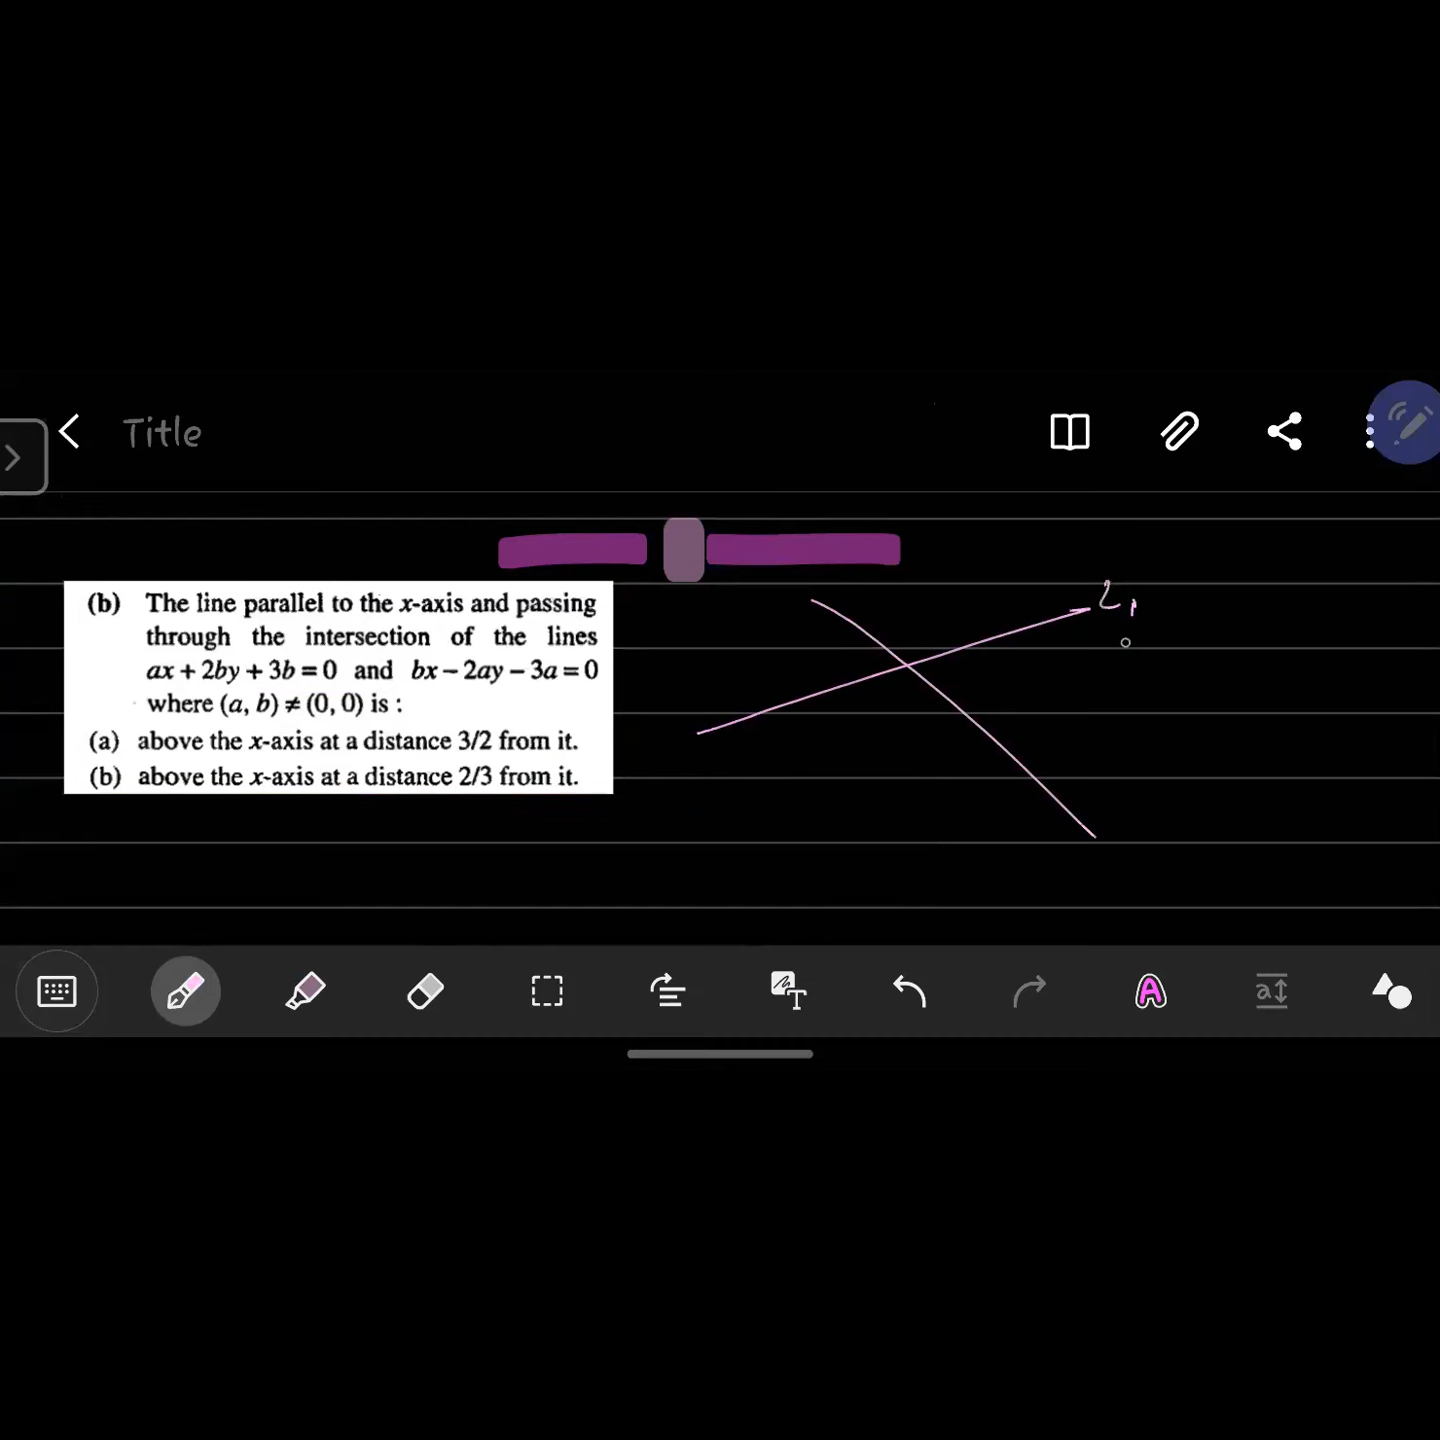 Title
(b) The line parallel to the x-axis and passing
through the intersection of the lines
ax + 2by + 3b = 0 and bx − 2ay − 3a = 0
where (a, b) ≠ (0, 0) is :
(a) above the x-axis at a distance 3/2 from it.
(b) above the x-axis at a distance 2/3 from it.
L₁
T
A
a